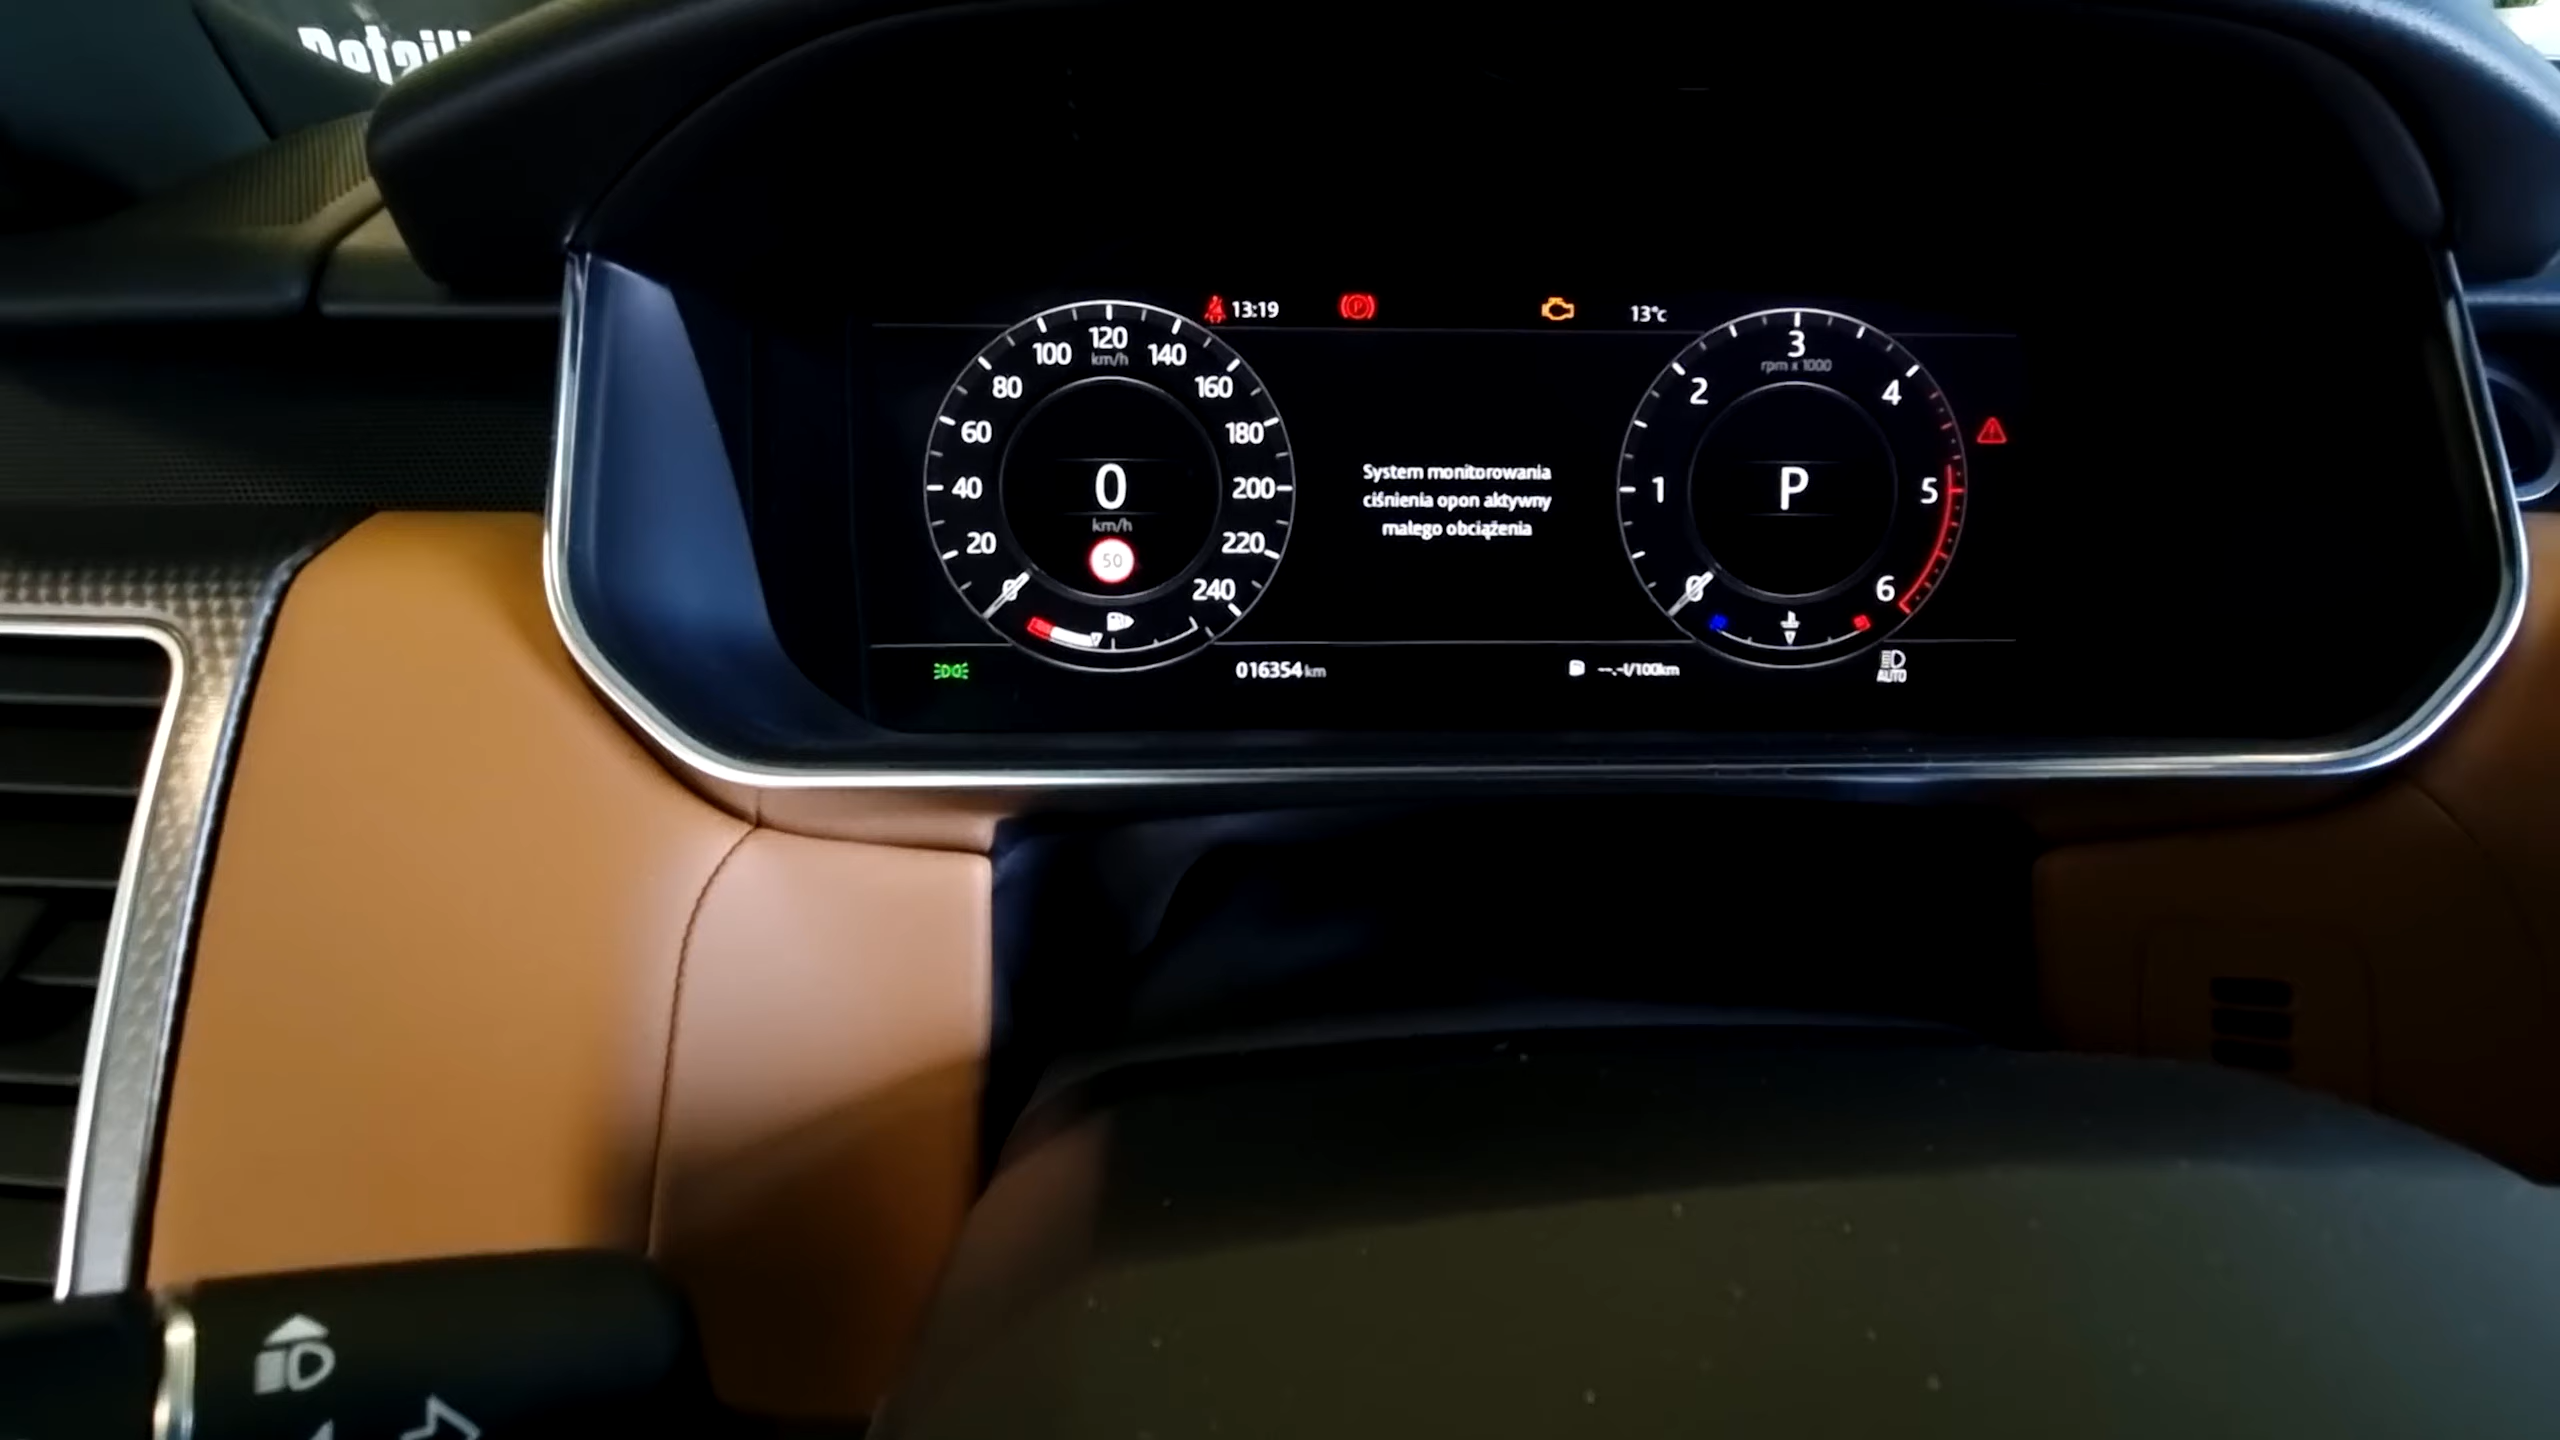 13:19
13°c
120
km/h
100
140
80
160
60
180
40
200
20
220
0
240
0
km/h
50
System monitorowania
ciśnienia opon aktywny
małego obciążenia
3
rpm x 1000
2
4
1
5
0
6
P
016354 km
--.-l/100km
AUTO